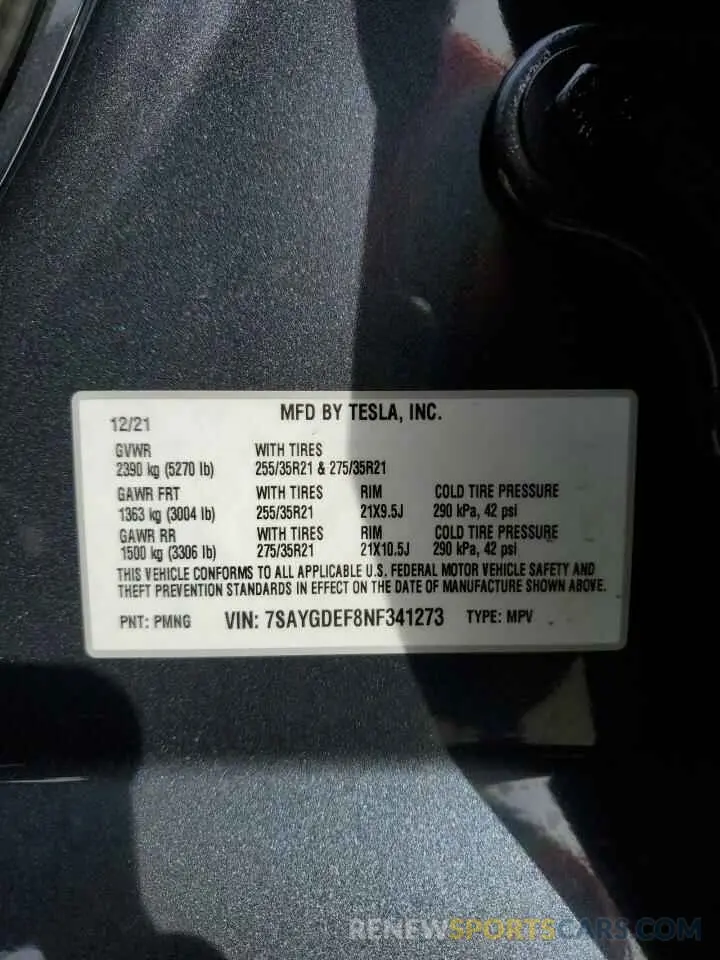 MFD BY TESLA, INC.
12/21
GVWR WITH TIRES
2390 kg (5270 lb) 255/35R21 & 275/35R21
GAWR FRT WITH TIRES RIM COLD TIRE PRESSURE
1363 kg (3004 lb) 255/35R21 21X9.5J 290 kPa, 42 psi
GAWR RR WITH TIRES RIM COLD TIRE PRESSURE
1500 kg (3306 lb) 275/35R21 21X10.5J 290 kPa, 42 psi
THIS VEHICLE CONFORMS TO ALL APPLICABLE U.S. FEDERAL MOTOR VEHICLE SAFETY AND
THEFT PREVENTION STANDARDS IN EFFECT ON THE DATE OF MANUFACTURE SHOWN ABOVE.
PNT: PMNG VIN: 7SAYGDEF8NF341273 TYPE: MPV
RENEWSPORTSCARS.COM